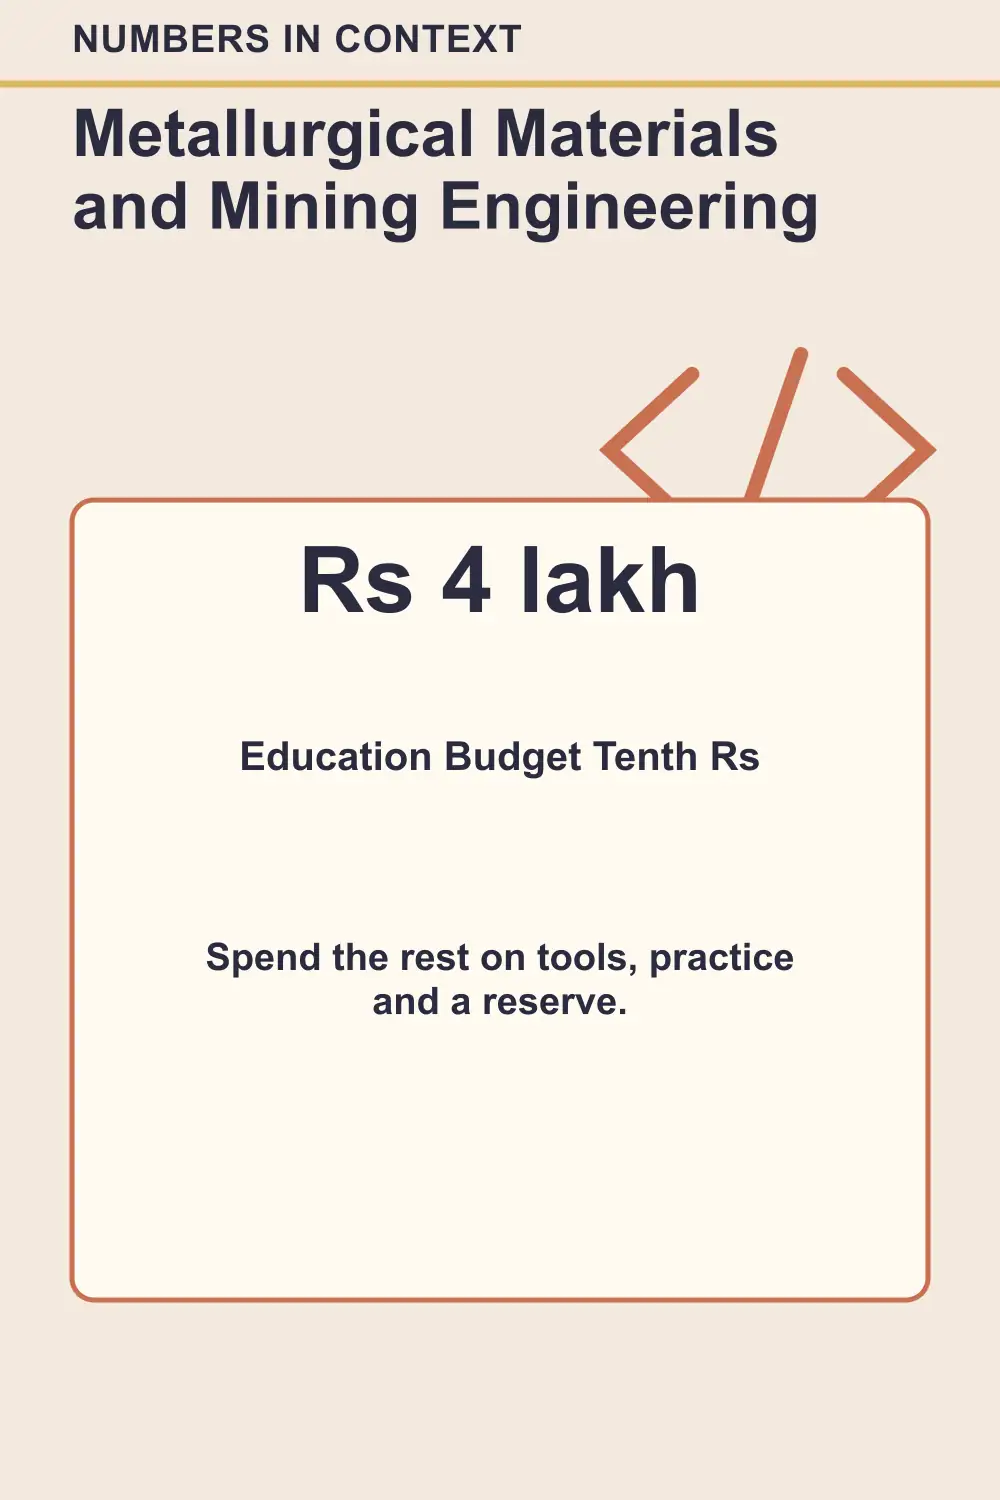 NUMBERS IN CONTEXT
Metallurgical Materials
and Mining Engineering
Rs 4 lakh
Education Budget Tenth Rs
Spend the rest on tools, practice
and a reserve.